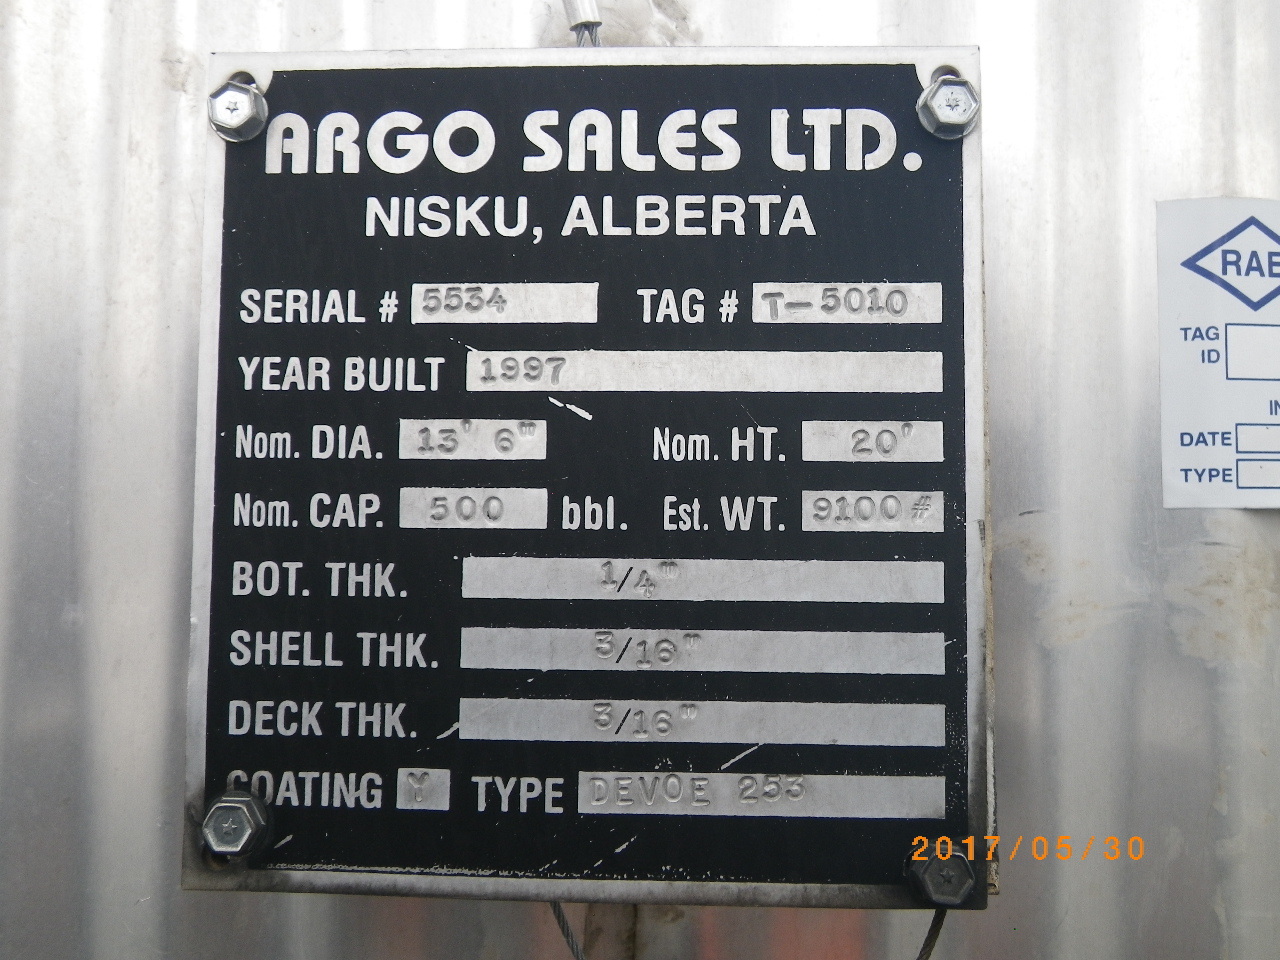 ARGO SALES LTD.
NISKU, ALBERTA
SERIAL # 5534 TAG # T-5010
YEAR BUILT 1997
Nom. DIA. 13' 6" Nom. HT. 20'
Nom. CAP. 500 bbl. Est. WT. 9100#
BOT. THK. 1/4"
SHELL THK. 3/16"
DECK THK. 3/16"
COATING Y TYPE DEVOE 253
TAG
ID
DATE
TYPE
2017/05/30